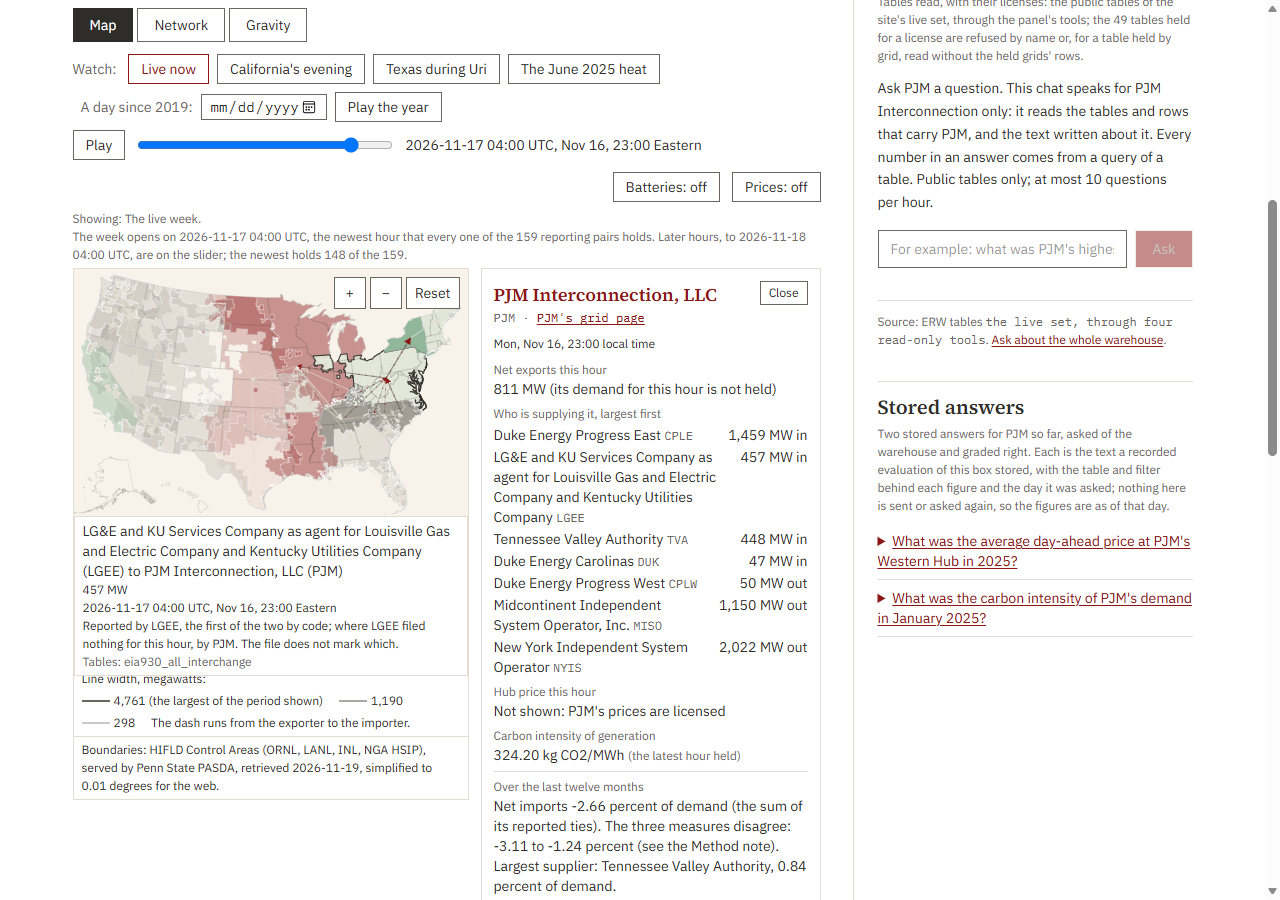 Map
Network
Gravity
Watch:
Live now
California's evening
Texas during Uri
The June 2025 heat
A day since 2019:
mm/dd/yyyy
Play the year
Play
2026-11-17 04:00 UTC, Nov 16, 23:00 Eastern
Batteries: off
Prices: off
Showing: The live week.
The week opens on 2026-11-17 04:00 UTC, the newest hour that every one of the 159 reporting pairs holds. Later hours, to 2026-11-18
04:00 UTC, are on the slider; the newest holds 148 of the 159.
+
−
Reset
LG&E and KU Services Company as agent for Louisville Gas
and Electric Company and Kentucky Utilities Company
(LGEE) to PJM Interconnection, LLC (PJM)
457 MW
2026-11-17 04:00 UTC, Nov 16, 23:00 Eastern
Reported by LGEE, the first of the two by code; where LGEE filed
nothing for this hour, by PJM. The file does not mark which.
Tables: eia930_all_interchange
Line width, megawatts:
4,761 (the largest of the period shown)
1,190
298
The dash runs from the exporter to the importer.
Boundaries: HIFLD Control Areas (ORNL, LANL, INL, NGA HSIP),
served by Penn State PASDA, retrieved 2026-11-19, simplified to
0.01 degrees for the web.
PJM Interconnection, LLC
Close
PJM · PJM's grid page
Mon, Nov 16, 23:00 local time
Net exports this hour
811 MW (its demand for this hour is not held)
Who is supplying it, largest first
Duke Energy Progress East CPLE 1,459 MW in
LG&E and KU Services Company as 457 MW in
agent for Louisville Gas and Electric
Company and Kentucky Utilities
Company LGEE
Tennessee Valley Authority TVA 448 MW in
Duke Energy Carolinas DUK 47 MW in
Duke Energy Progress West CPLW 50 MW out
Midcontinent Independent 1,150 MW out
System Operator, Inc. MISO
New York Independent System 2,022 MW out
Operator NYIS
Hub price this hour
Not shown: PJM's prices are licensed
Carbon intensity of generation
324.20 kg CO2/MWh (the latest hour held)
Over the last twelve months
Net imports -2.66 percent of demand (the sum of
its reported ties). The three measures disagree:
-3.11 to -1.24 percent (see the Method note).
Largest supplier: Tennessee Valley Authority, 0.84
percent of demand.
Tables read, with their licenses: the public tables of the
site's live set, through the panel's tools; the 49 tables held
for a license are refused by name or, for a table held by
grid, read without the held grids' rows.
Ask PJM a question. This chat speaks for PJM
Interconnection only: it reads the tables and rows
that carry PJM, and the text written about it. Every
number in an answer comes from a query of a
table. Public tables only; at most 10 questions
per hour.
For example: what was PJM's highes
Ask
Source: ERW tables the live set, through four
read-only tools. Ask about the whole warehouse.
Stored answers
Two stored answers for PJM so far, asked of the
warehouse and graded right. Each is the text a recorded
evaluation of this box stored, with the table and filter
behind each figure and the day it was asked; nothing here
is sent or asked again, so the figures are as of that day.
What was the average day-ahead price at PJM's
Western Hub in 2025?
What was the carbon intensity of PJM's demand
in January 2025?